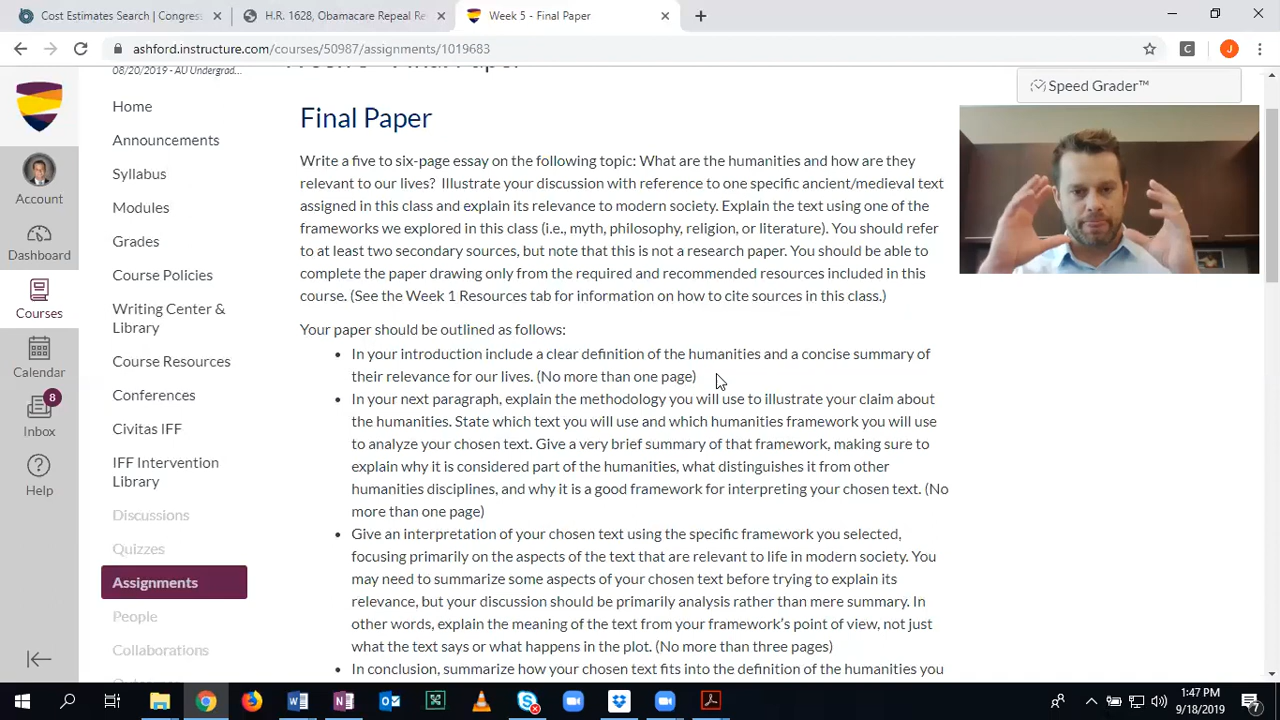 Cost Estimates Search | Congres
H.R. 1628, Obamacare Repeal Re
Week 5 - Final Paper
ashford.instructure.com/courses/50987/assignments/1019683
C
J
08/20/2019 - AU Undergrad...
Speed Grader™
Account
Dashboard
Courses
Calendar
8
Inbox
Help
Home
Announcements
Syllabus
Modules
Grades
Course Policies
Writing Center &
Library
Course Resources
Conferences
Civitas IFF
IFF Intervention
Library
Discussions
Quizzes
Assignments
People
Collaborations
Final Paper
Write a five to six-page essay on the following topic: What are the humanities and how are they
relevant to our lives? Illustrate your discussion with reference to one specific ancient/medieval text
assigned in this class and explain its relevance to modern society. Explain the text using one of the
frameworks we explored in this class (i.e., myth, philosophy, religion, or literature). You should refer
to at least two secondary sources, but note that this is not a research paper. You should be able to
complete the paper drawing only from the required and recommended resources included in this
course. (See the Week 1 Resources tab for information on how to cite sources in this class.)
Your paper should be outlined as follows:
• In your introduction include a clear definition of the humanities and a concise summary of
their relevance for our lives. (No more than one page)
• In your next paragraph, explain the methodology you will use to illustrate your claim about
the humanities. State which text you will use and which humanities framework you will use
to analyze your chosen text. Give a very brief summary of that framework, making sure to
explain why it is considered part of the humanities, what distinguishes it from other
humanities disciplines, and why it is a good framework for interpreting your chosen text. (No
more than one page)
• Give an interpretation of your chosen text using the specific framework you selected,
focusing primarily on the aspects of the text that are relevant to life in modern society. You
may need to summarize some aspects of your chosen text before trying to explain its
relevance, but your discussion should be primarily analysis rather than mere summary. In
other words, explain the meaning of the text from your framework's point of view, not just
what the text says or what happens in the plot. (No more than three pages)
• In conclusion, summarize how your chosen text fits into the definition of the humanities you
1:47 PM
9/18/2019
7